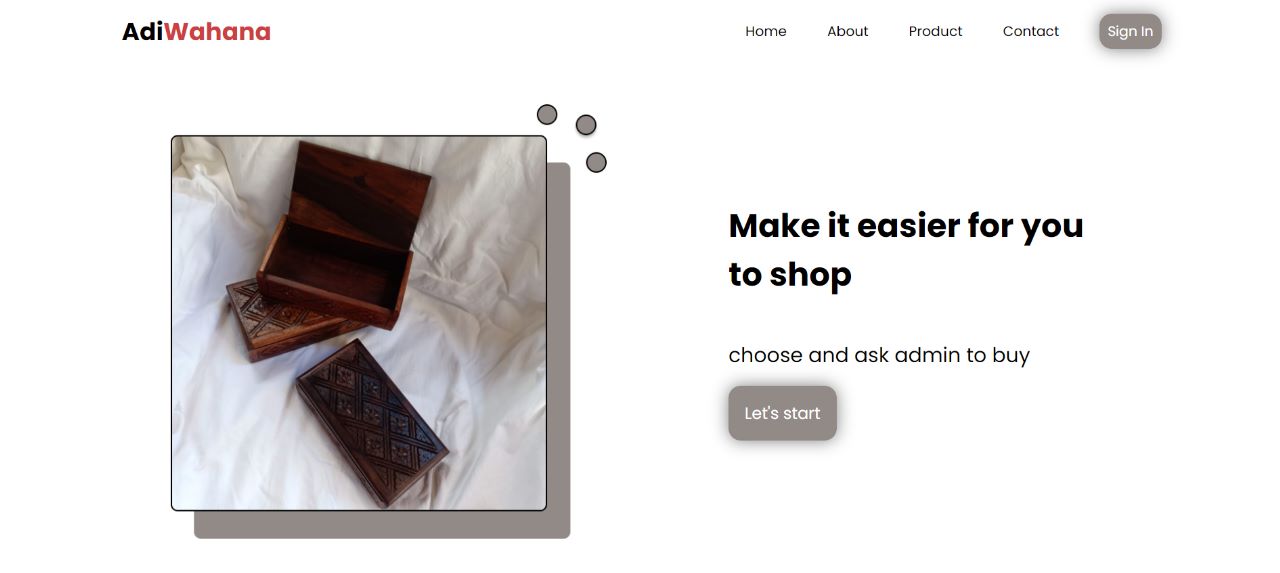 AdiWahana
Home About Product Contact Sign In
Make it easier for you
to shop
choose and ask admin to buy
Let's start